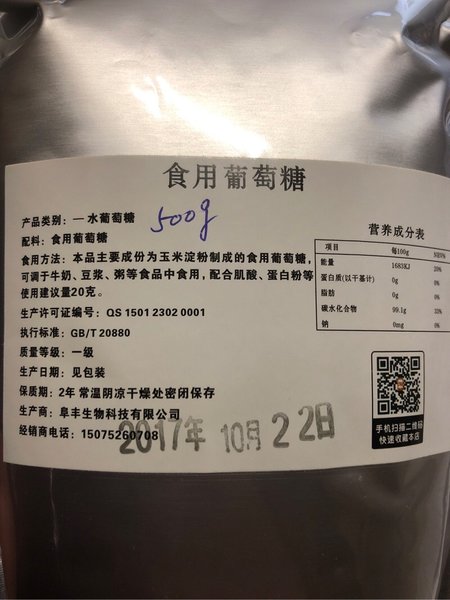 食用葡萄糖
产品类别：一水葡萄糖
500g
配料：食用葡萄糖
食用方法：本品主要成份为玉米淀粉制成的食用葡萄糖，
可调于牛奶、豆浆、粥等食品中食用，配合肌酸、蛋白粉等
使用建议量20克。
生产许可证编号：QS 1501 2302 0001
执行标准：GB/T 20880
质量等级：一级
生产日期：见包装
保质期：2年 常温阴凉干燥处密闭保存
生产商：阜丰生物科技有限公司
经销商电话：15075260708
2017年 10月22日
营养成分表
项目 每100g NRV%
能量 1683KJ 20%
蛋白质(以干基计) 0g 0%
脂肪 0g 0%
碳水化合物 99.1g 33%
钠 0mg 0%
手机扫描二维码
快速收藏本店